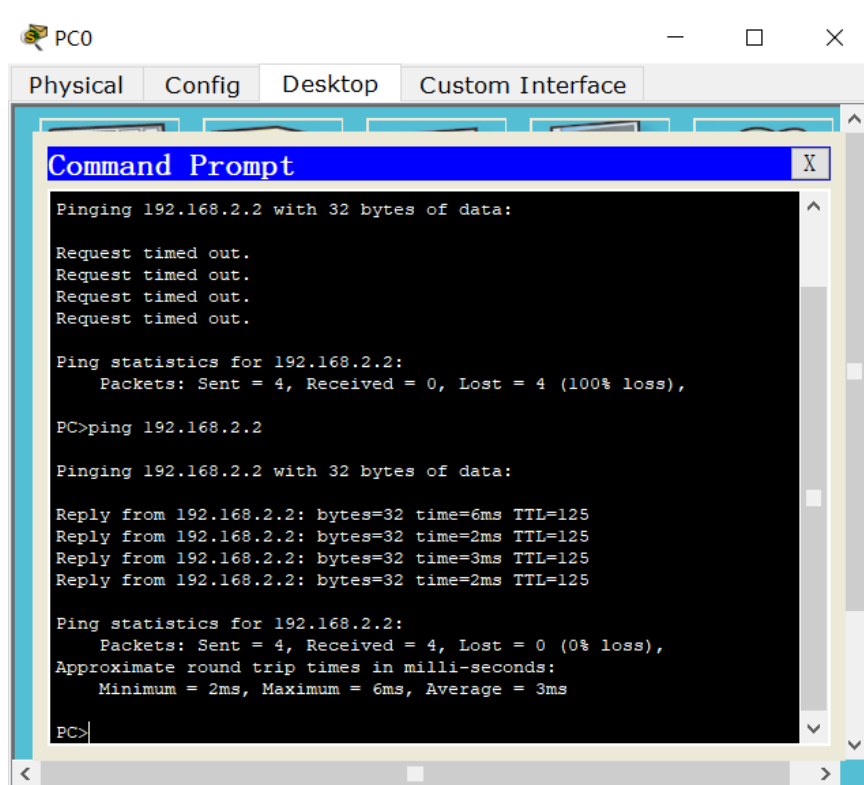 PC0
Physical Config Desktop Custom Interface
Command Prompt
X
Pinging 192.168.2.2 with 32 bytes of data:
Request timed out.
Request timed out.
Request timed out.
Request timed out.
Ping statistics for 192.168.2.2:
Packets: Sent = 4, Received = 0, Lost = 4 (100% loss),
PC>ping 192.168.2.2
Pinging 192.168.2.2 with 32 bytes of data:
Reply from 192.168.2.2: bytes=32 time=6ms TTL=125
Reply from 192.168.2.2: bytes=32 time=2ms TTL=125
Reply from 192.168.2.2: bytes=32 time=3ms TTL=125
Reply from 192.168.2.2: bytes=32 time=2ms TTL=125
Ping statistics for 192.168.2.2:
Packets: Sent = 4, Received = 4, Lost = 0 (0% loss),
Approximate round trip times in milli-seconds:
Minimum = 2ms, Maximum = 6ms, Average = 3ms
PC>